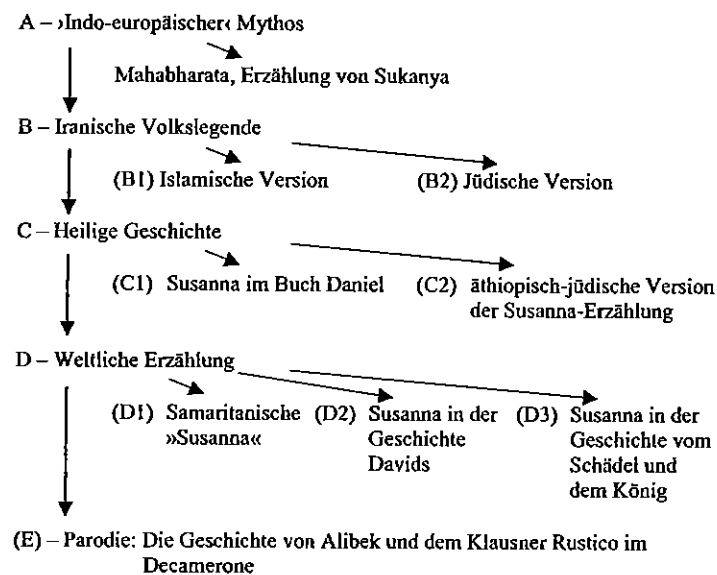 A – ›Indo-europäischer‹ Mythos
Mahabharata, Erzählung von Sukanya
B – Iranische Volkslegende
(B1) Islamische Version (B2) Jüdische Version
C – Heilige Geschichte
(C1) Susanna im Buch Daniel (C2) äthiopisch-jüdische Version
der Susanna-Erzählung
D – Weltliche Erzählung
(D1) Samaritanische (D2) Susanna in der (D3) Susanna in der
»Susanna« Geschichte Geschichte vom
Davids Schädel und
dem König
(E) – Parodie: Die Geschichte von Alibek und dem Klausner Rustico im
Decamerone